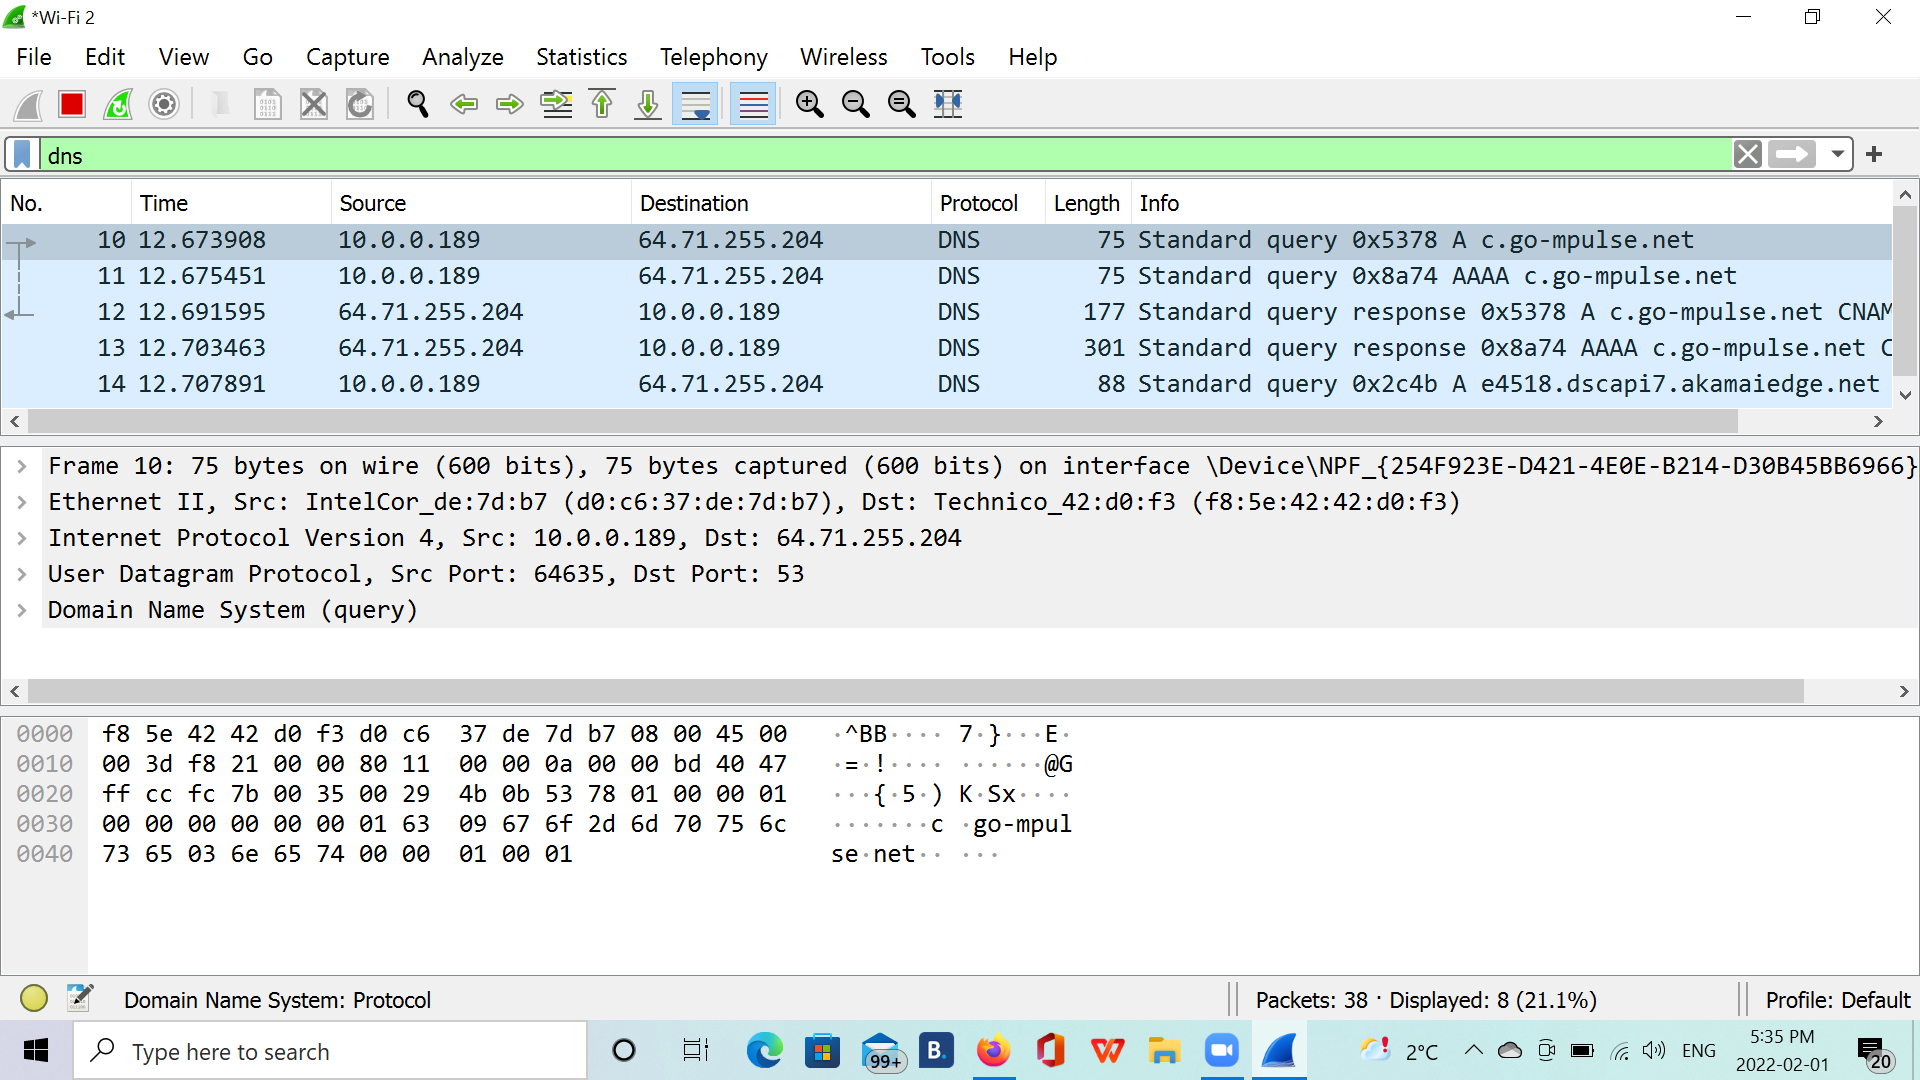 *Wi-Fi 2
File Edit View Go Capture Analyze Statistics Telephony Wireless Tools Help
dns
No. Time Source Destination Protocol Length Info
10 12.673908 10.0.0.189 64.71.255.204 DNS 75 Standard query 0x5378 A c.go-mpulse.net
11 12.675451 10.0.0.189 64.71.255.204 DNS 75 Standard query 0x8a74 AAAA c.go-mpulse.net
12 12.691595 64.71.255.204 10.0.0.189 DNS 177 Standard query response 0x5378 A c.go-mpulse.net CNAM
13 12.703463 64.71.255.204 10.0.0.189 DNS 301 Standard query response 0x8a74 AAAA c.go-mpulse.net C
14 12.707891 10.0.0.189 64.71.255.204 DNS 88 Standard query 0x2c4b A e4518.dscapi7.akamaiedge.net
Frame 10: 75 bytes on wire (600 bits), 75 bytes captured (600 bits) on interface \Device\NPF_{254F923E-D421-4E0E-B214-D30B45BB6966}
Ethernet II, Src: IntelCor_de:7d:b7 (d0:c6:37:de:7d:b7), Dst: Technico_42:d0:f3 (f8:5e:42:42:d0:f3)
Internet Protocol Version 4, Src: 10.0.0.189, Dst: 64.71.255.204
User Datagram Protocol, Src Port: 64635, Dst Port: 53
Domain Name System (query)
0000 f8 5e 42 42 d0 f3 d0 c6 37 de 7d b7 08 00 45 00 ·^BB···· 7·}···E·
0010 00 3d f8 21 00 00 80 11 00 00 0a 00 00 bd 40 47 ·=·!···· ······@G
0020 ff cc fc 7b 00 35 00 29 4b 0b 53 78 01 00 00 01 ···{·5·) K·Sx····
0030 00 00 00 00 00 00 01 63 09 67 6f 2d 6d 70 75 6c ·······c ·go-mpul
0040 73 65 03 6e 65 74 00 00 01 00 01 se·net·· ···
Domain Name System: Protocol Packets: 38 · Displayed: 8 (21.1%) Profile: Default
Type here to search 99+ B. 2°C ENG 5:35 PM 2022-02-01 20